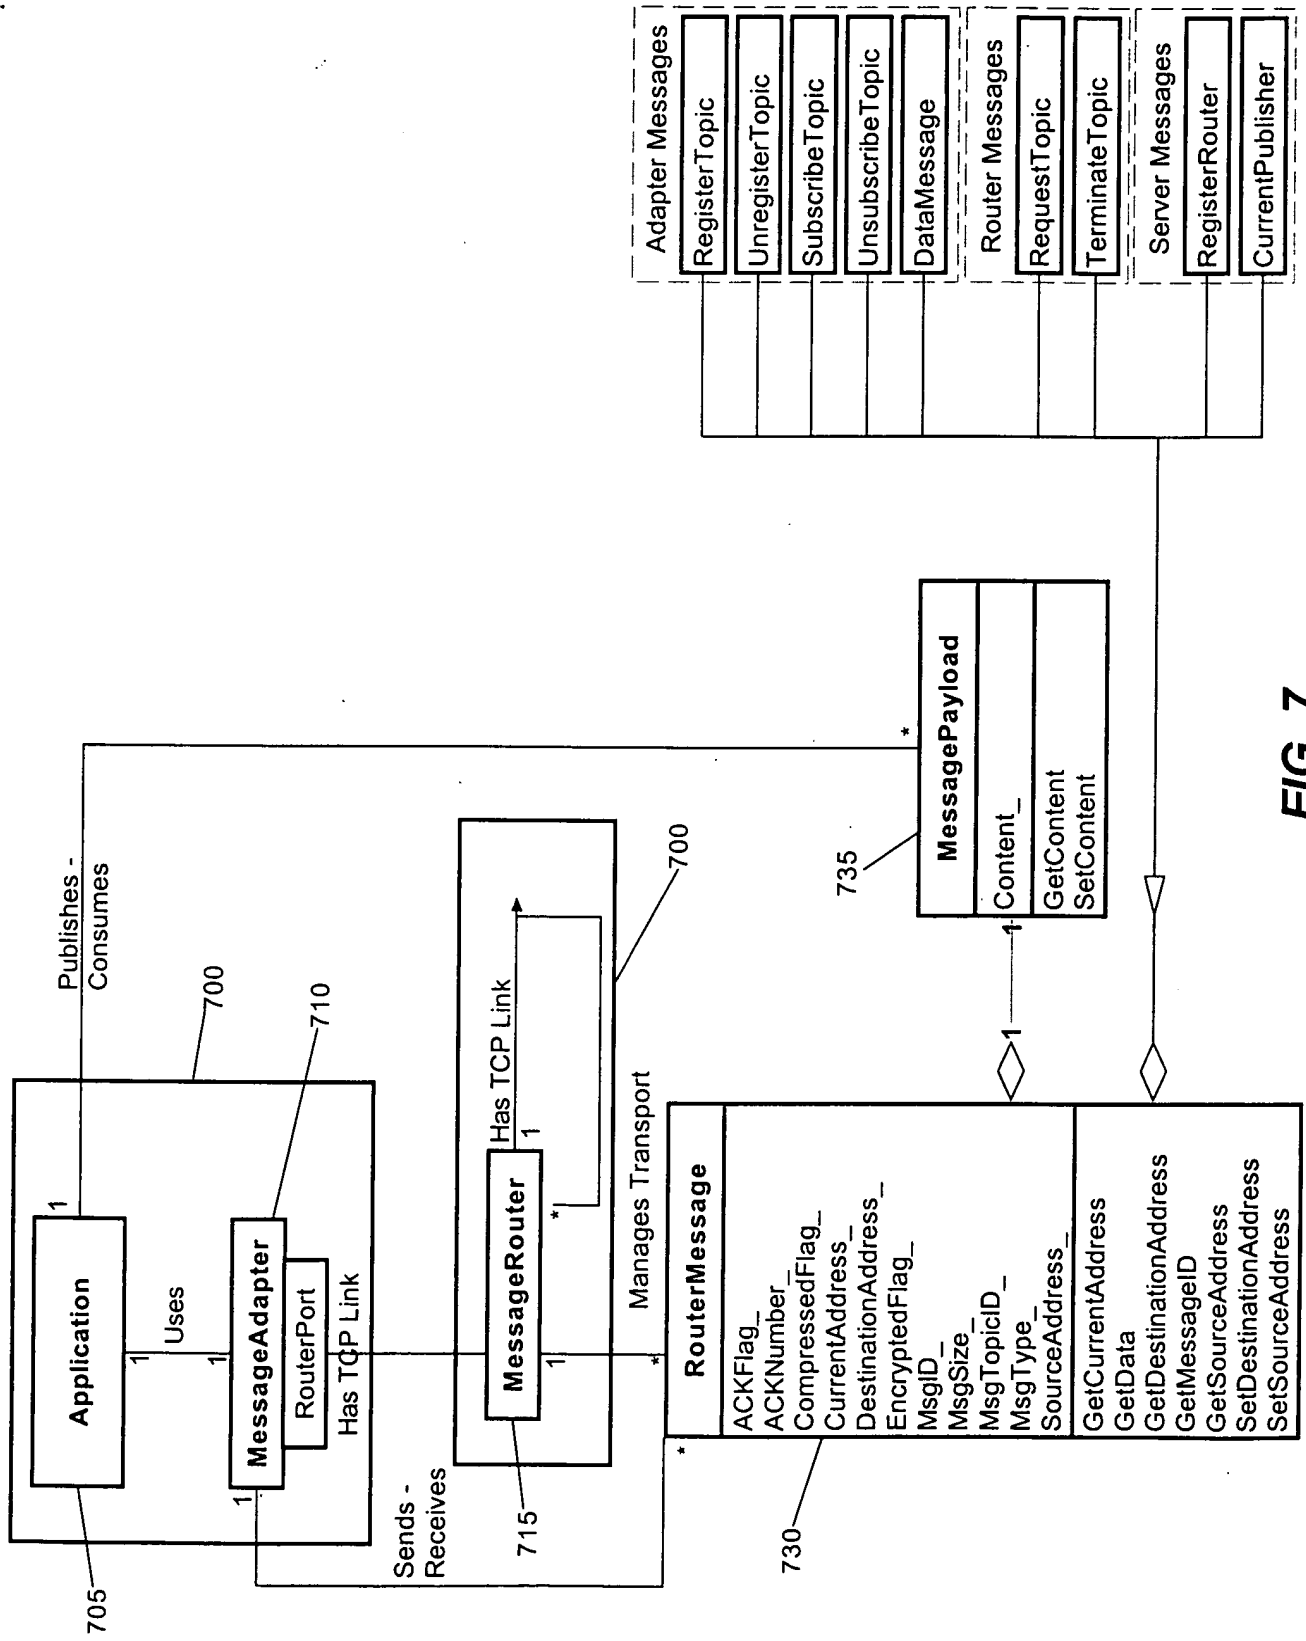 705
Application
1
Publishes -
Consumes
1
Uses
1
700
MessageAdapter
710
1
RouterPort
Has TCP Link
Sends -
Receives
715
MessageRouter
1
Has TCP Link
*
1
700
Manages Transport
*
*
730
RouterMessage
ACKFlag_
ACKNumber_
CompressedFlag_
CurrentAddress_
DestinationAddress_
EncryptedFlag_
MsgID_
MsgSize_
MsgTopicID_
MsgType_
SourceAddress_
GetCurrentAddress
GetData
GetDestinationAddress
GetMessageID
GetSourceAddress
SetDestinationAddress
SetSourceAddress
1
1
735
*
MessagePayload
Content_
GetContent
SetContent
Adapter Messages
RegisterTopic
UnregisterTopic
SubscribeTopic
UnsubscribeTopic
DataMessage
Router Messages
RequestTopic
TerminateTopic
Server Messages
RegisterRouter
CurrentPublisher
FIG. 7